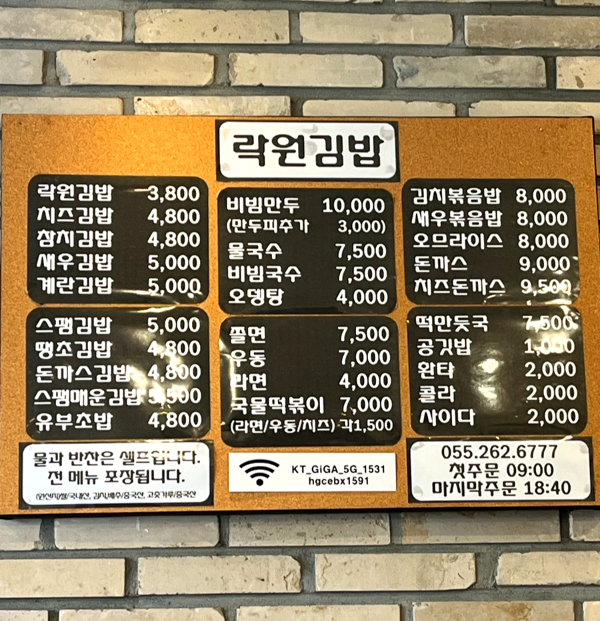 락원김밥
락원김밥 3,800
치즈김밥 4,800
참치김밥 4,800
새우김밥 5,000
계란김밥 5,000
스팸김밥 5,000
땡초김밥 4,800
돈까스김밥 4,800
스팸매운김밥 5,500
유부초밥 4,800
물과 반찬은 셀프입니다.
전 메뉴 포장됩니다.
비빔만두 10,000
(만두피추가 3,000)
물국수 7,500
비빔국수 7,500
오뎅탕 4,000
쫄면 7,500
우동 7,000
라면 4,000
국물떡볶이 7,000
(라면/우동/치즈) 각1,500
KT_GiGA_5G_1531
hgcebx1591
김치볶음밥 8,000
새우볶음밥 8,000
오므라이스 8,000
돈까스 9,000
치즈돈까스 9,500
떡만둣국 7,500
공깃밥 1,000
환타 2,000
콜라 2,000
사이다 2,000
055.262.6777
첫주문 09:00
마지막주문 18:40